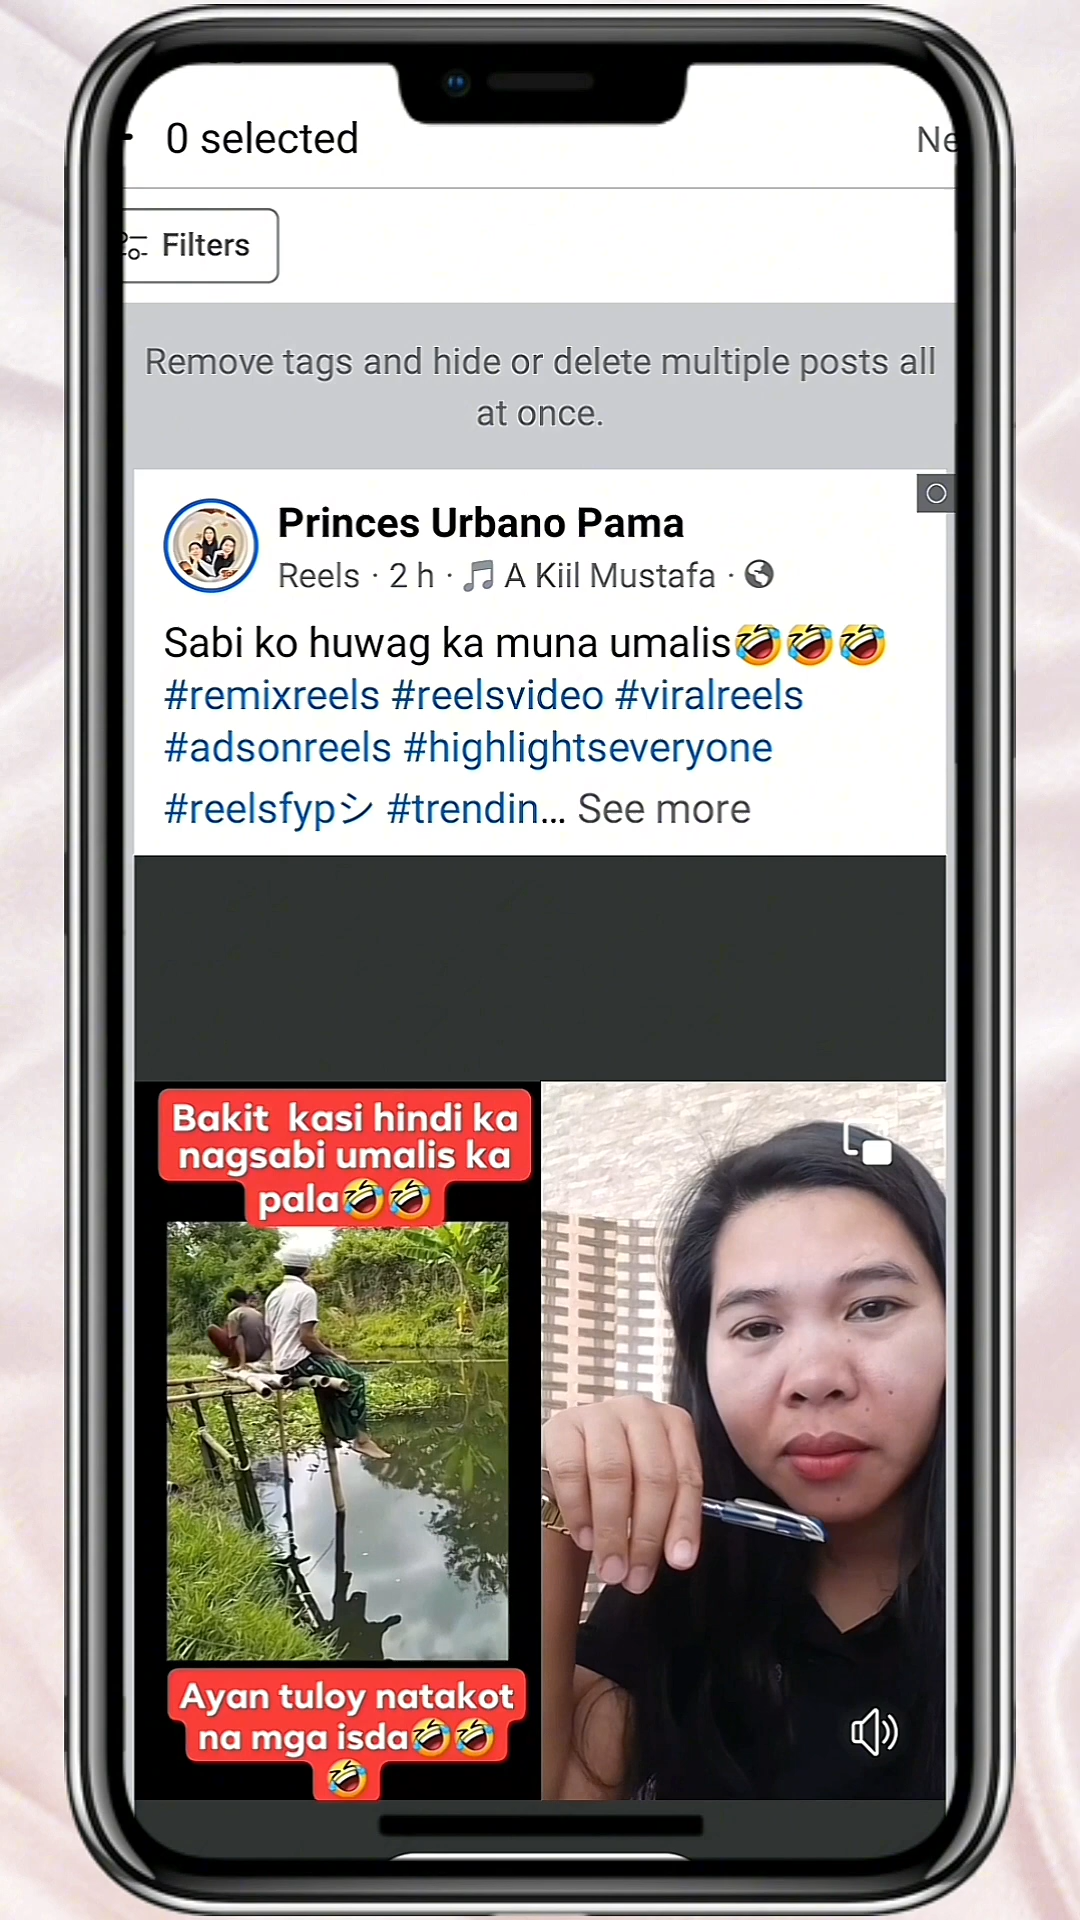 0 selected
Ne
Filters
Remove tags and hide or delete multiple posts all
at once.
Princes Urbano Pama
Reels · 2 h · 🎵 A Kiil Mustafa ·
Sabi ko huwag ka muna umalis🤣🤣🤣
#remixreels #reelsvideo #viralreels
#adsonreels #highlightseveryone
#reelsfypシ #trendin... See more
Bakit kasi hindi ka
nagsabi umalis ka
pala🤣🤣
Ayan tuloy natakot
na mga isda🤣🤣
🤣